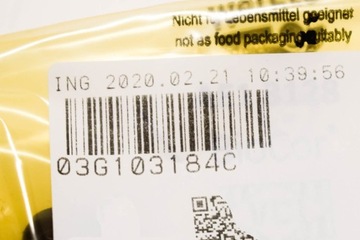 Nicht für Lebensmittel geeignet
not as food packaging suitably
ING 2020.02.21 10:39:56
03G103184C